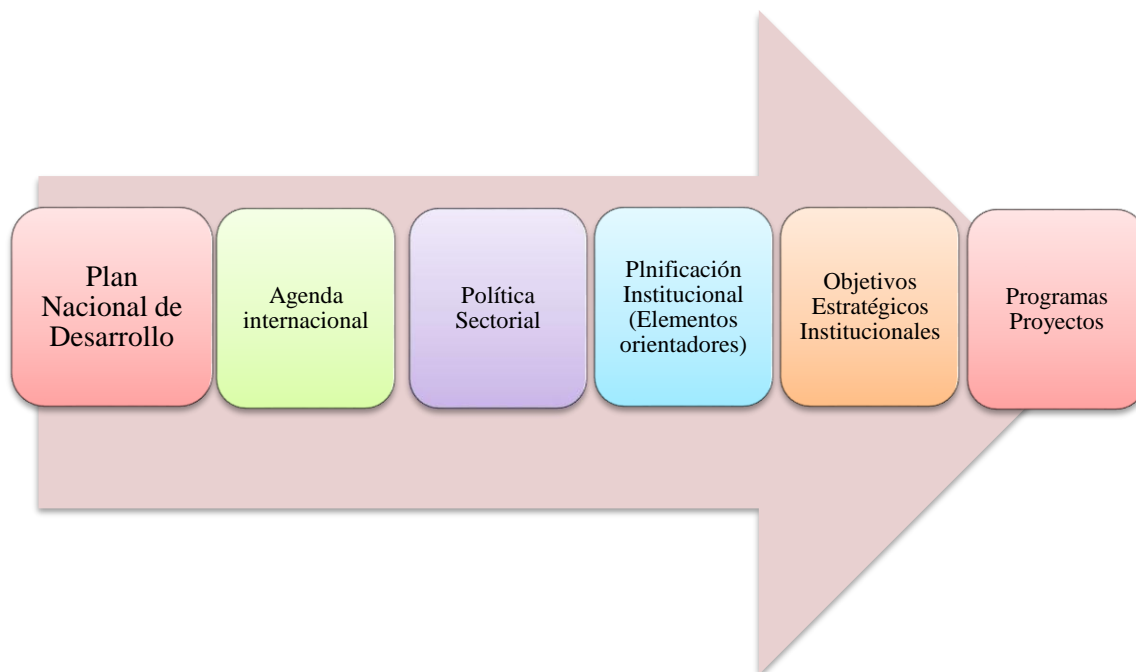 Plan
Nacional de
Desarrollo
Agenda
internacional
Política
Sectorial
Plnificación
Institucional
(Elementos
orientadores)
Objetivos
Estratégicos
Institucionales
Programas
Proyectos